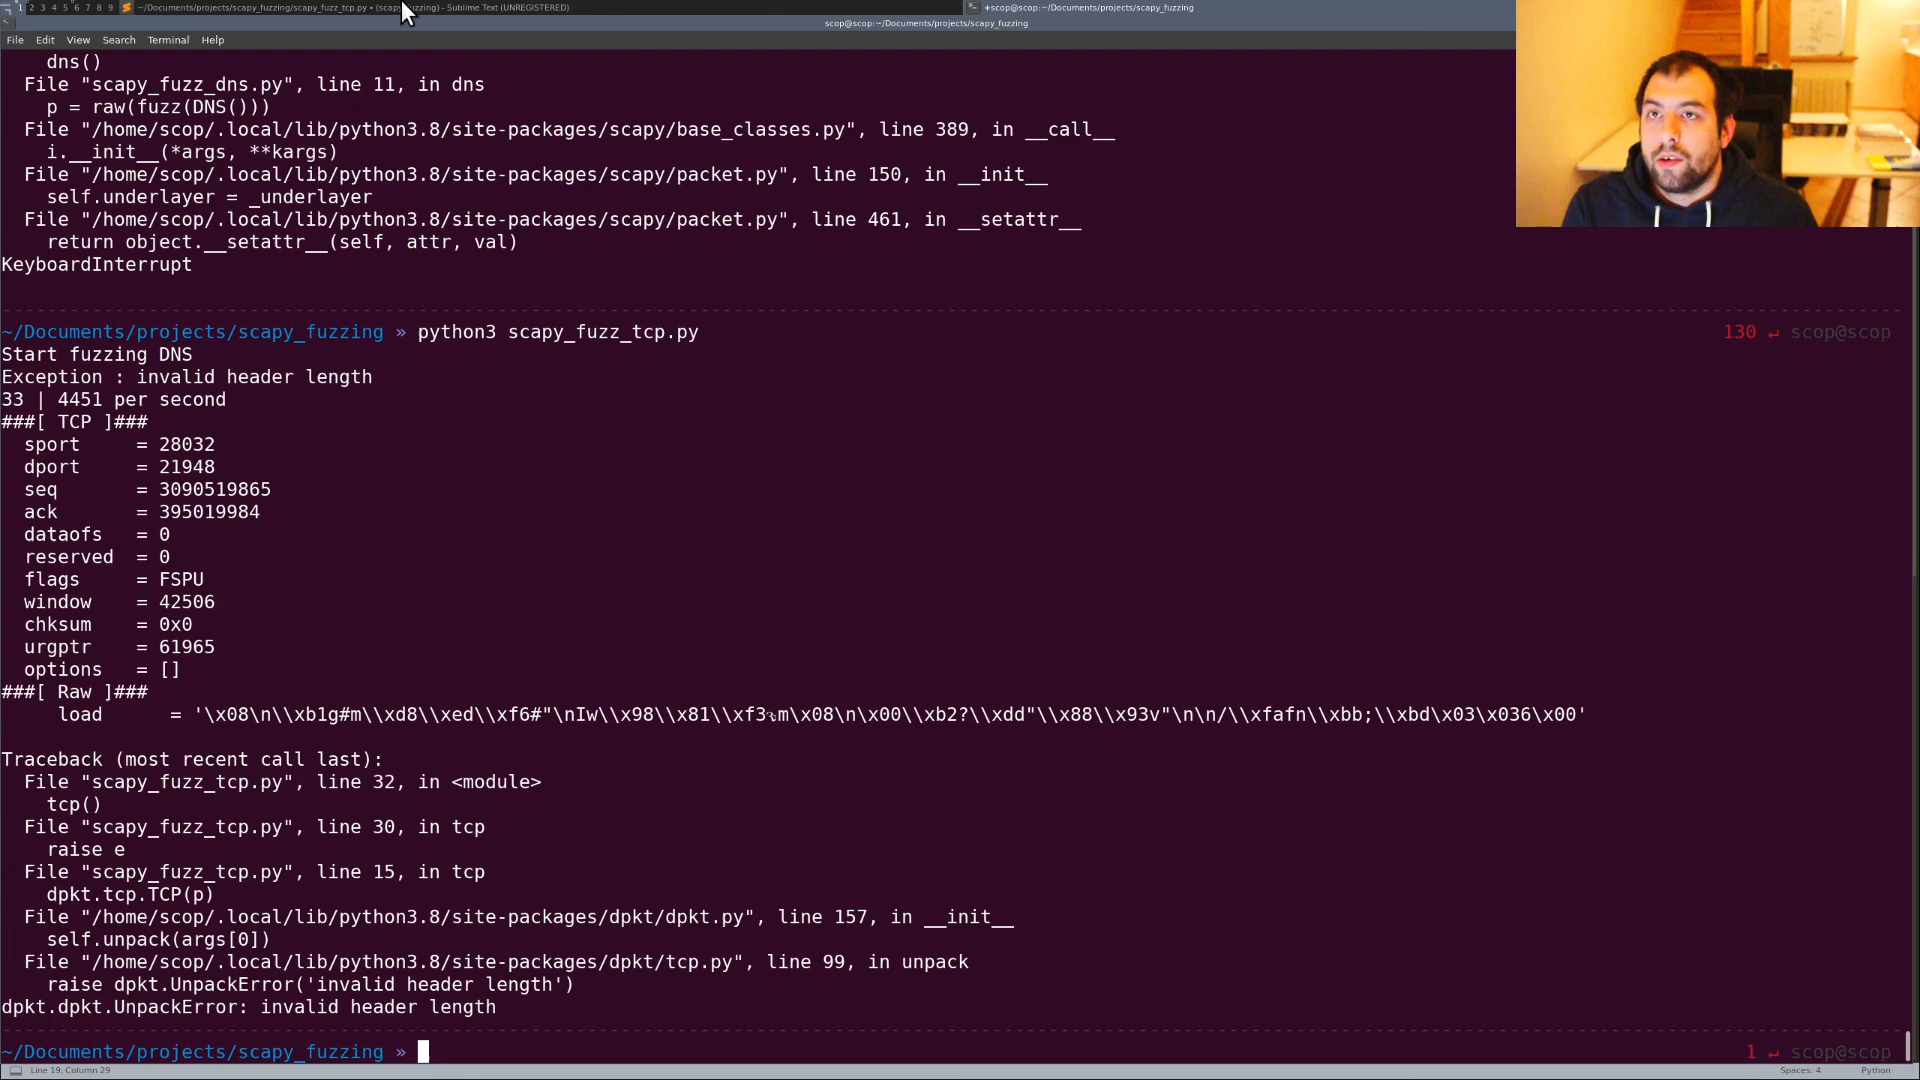 1 2 3 4 5 6 7 8 9 ~/Documents/projects/scapy_fuzzing/scapy_fuzz_tcp.py • (scapy_fuzzing) - Sublime Text (UNREGISTERED) +scop@scop:~/Documents/projects/scapy_fuzzing
scop@scop:~/Documents/projects/scapy_fuzzing
File Edit View Search Terminal Help
dns()
File "scapy_fuzz_dns.py", line 11, in dns
p = raw(fuzz(DNS()))
File "/home/scop/.local/lib/python3.8/site-packages/scapy/base_classes.py", line 389, in __call__
i.__init__(*args, **kargs)
File "/home/scop/.local/lib/python3.8/site-packages/scapy/packet.py", line 150, in __init__
self.underlayer = _underlayer
File "/home/scop/.local/lib/python3.8/site-packages/scapy/packet.py", line 461, in __setattr__
return object.__setattr__(self, attr, val)
KeyboardInterrupt
~/Documents/projects/scapy_fuzzing » python3 scapy_fuzz_tcp.py 130 ↵ scop@scop
Start fuzzing DNS
Exception : invalid header length
33 | 4451 per second
###[ TCP ]###
sport = 28032
dport = 21948
seq = 3090519865
ack = 395019984
dataofs = 0
reserved = 0
flags = FSPU
window = 42506
chksum = 0x0
urgptr = 61965
options = []
###[ Raw ]###
load = '\x08\n\\xb1g#m\\xd8\\xed\\xf6#"\nIw\\x98\\x81\\xf3m\x08\n\x00\\xb2?\\xdd"\\x88\\x93v"\n\n/\\xfafn\\xbb;\\xbd\x03\x036\x00'
Traceback (most recent call last):
File "scapy_fuzz_tcp.py", line 32, in <module>
tcp()
File "scapy_fuzz_tcp.py", line 30, in tcp
raise e
File "scapy_fuzz_tcp.py", line 15, in tcp
dpkt.tcp.TCP(p)
File "/home/scop/.local/lib/python3.8/site-packages/dpkt/dpkt.py", line 157, in __init__
self.unpack(args[0])
File "/home/scop/.local/lib/python3.8/site-packages/dpkt/tcp.py", line 99, in unpack
raise dpkt.UnpackError('invalid header length')
dpkt.dpkt.UnpackError: invalid header length
~/Documents/projects/scapy_fuzzing » 1 ↵ scop@scop
Line 19, Column 29 Spaces: 4 Python